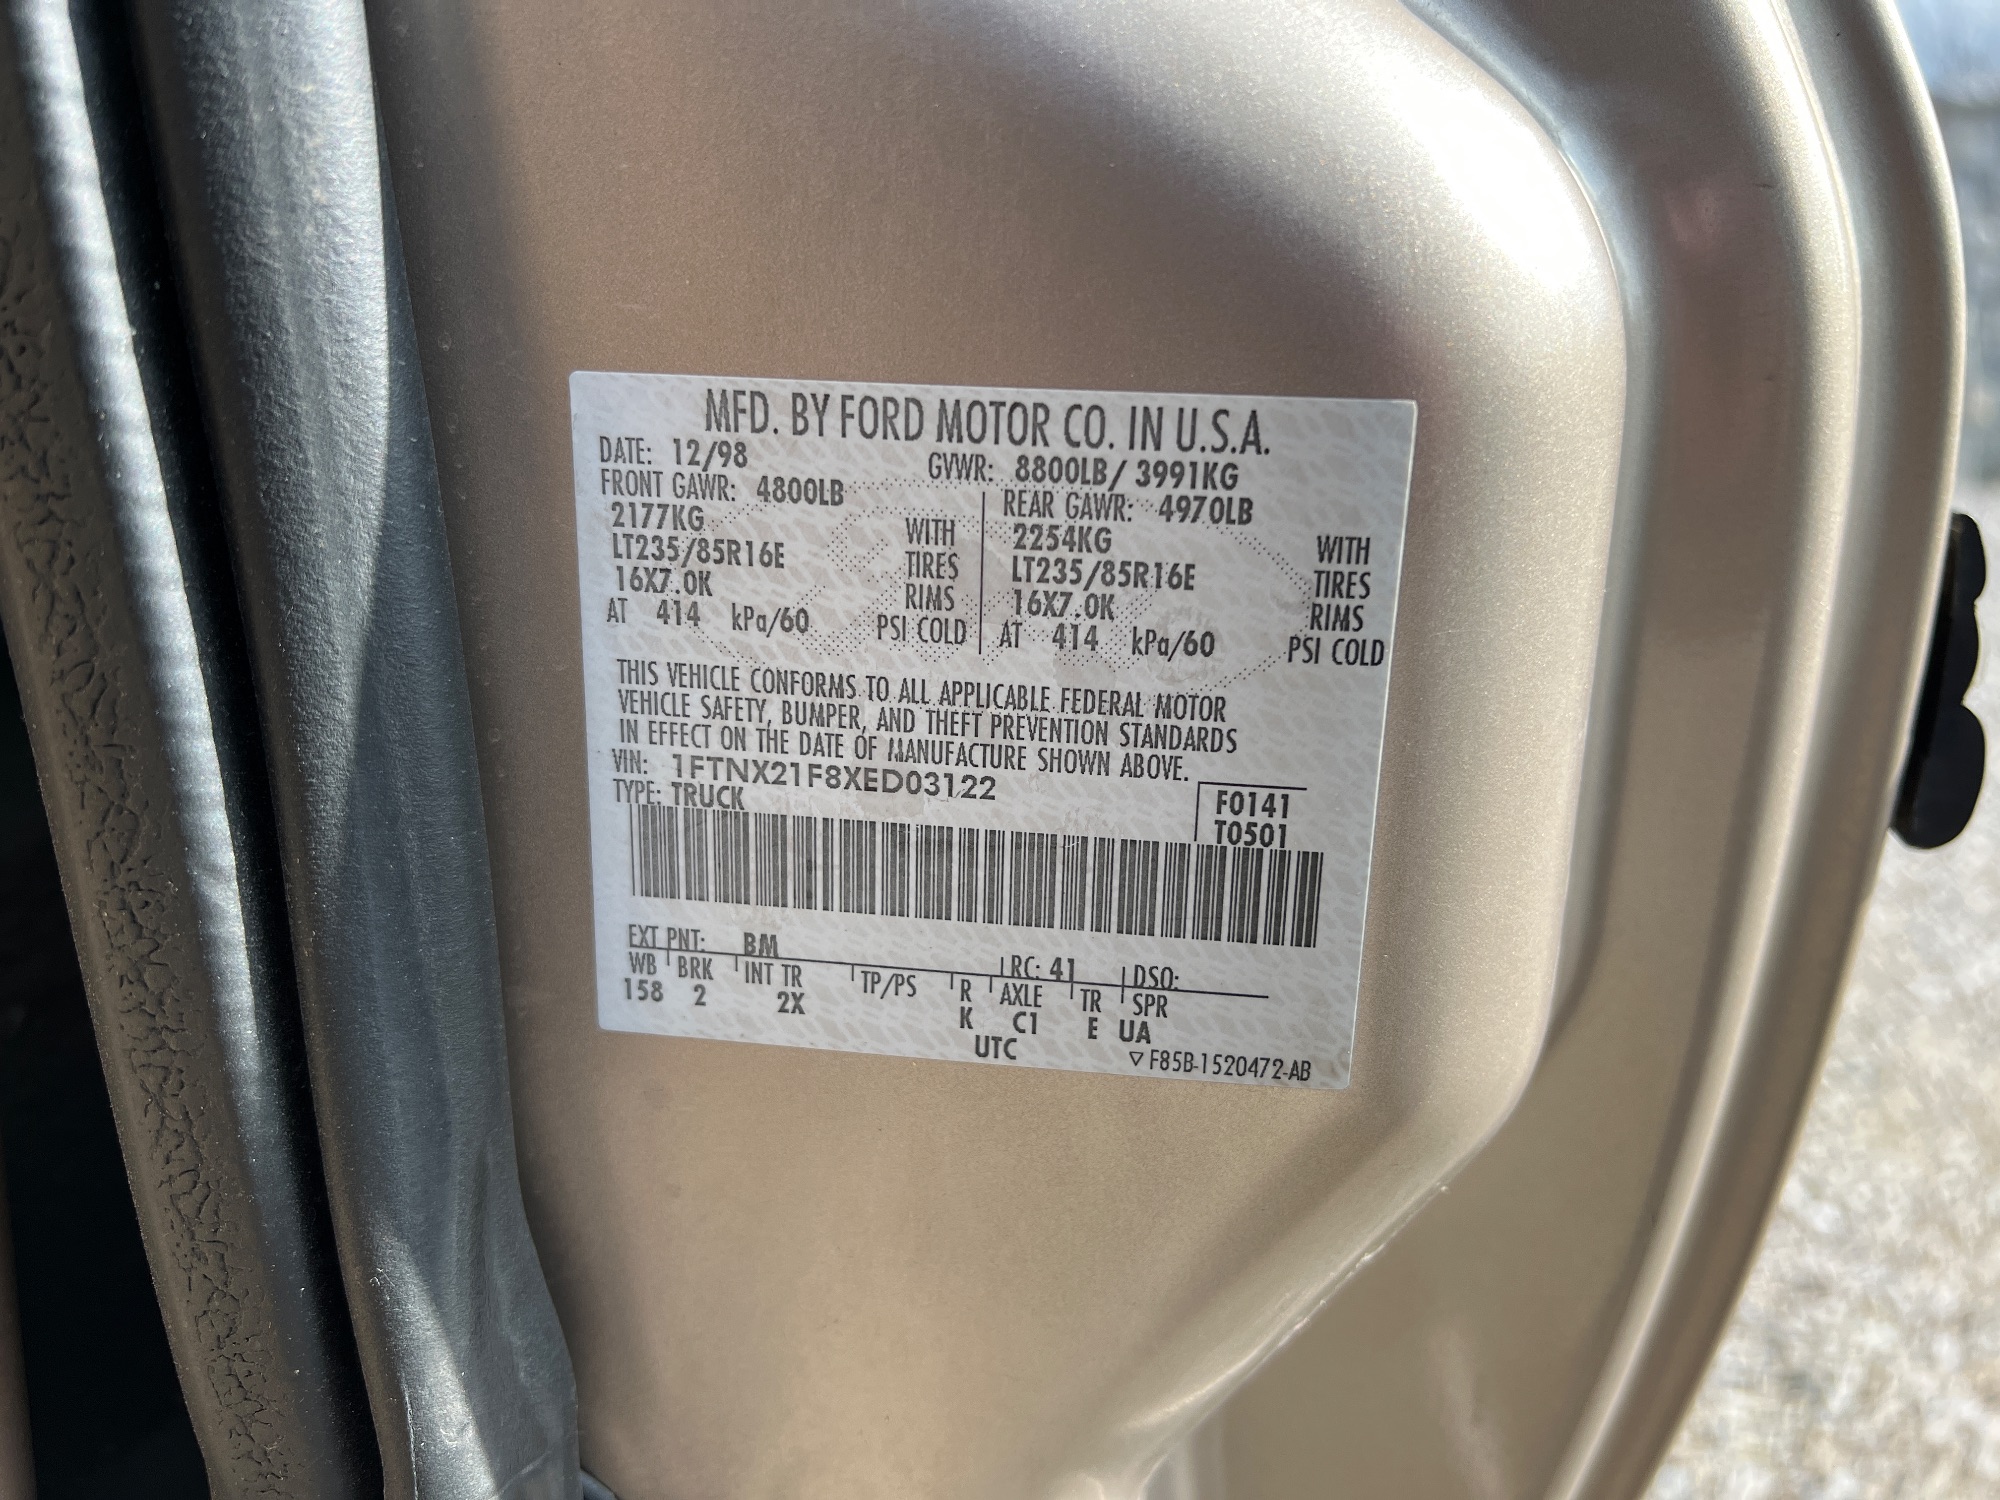 MFD. BY FORD MOTOR CO. IN U.S.A.
DATE: 12/98 GVWR: 8800LB/ 3991KG
FRONT GAWR: 4800LB REAR GAWR: 4970LB
2177KG WITH 2254KG WITH
LT235/85R16E TIRES LT235/85R16E TIRES
16X7.0K RIMS 16X7.0K RIMS
AT 414 kPa/60 PSI COLD AT 414 kPa/60 PSI COLD
THIS VEHICLE CONFORMS TO ALL APPLICABLE FEDERAL MOTOR
VEHICLE SAFETY, BUMPER, AND THEFT PREVENTION STANDARDS
IN EFFECT ON THE DATE OF MANUFACTURE SHOWN ABOVE.
VIN: 1FTNX21F8XED03122
TYPE: TRUCK F0141
T0501
EXT PNT: BM RC: 41 DSO:
WB BRK INT TR TP/PS R AXLE TR SPR
158 2 2X K C1 E UA
UTC
▽ F85B-1520472-AB